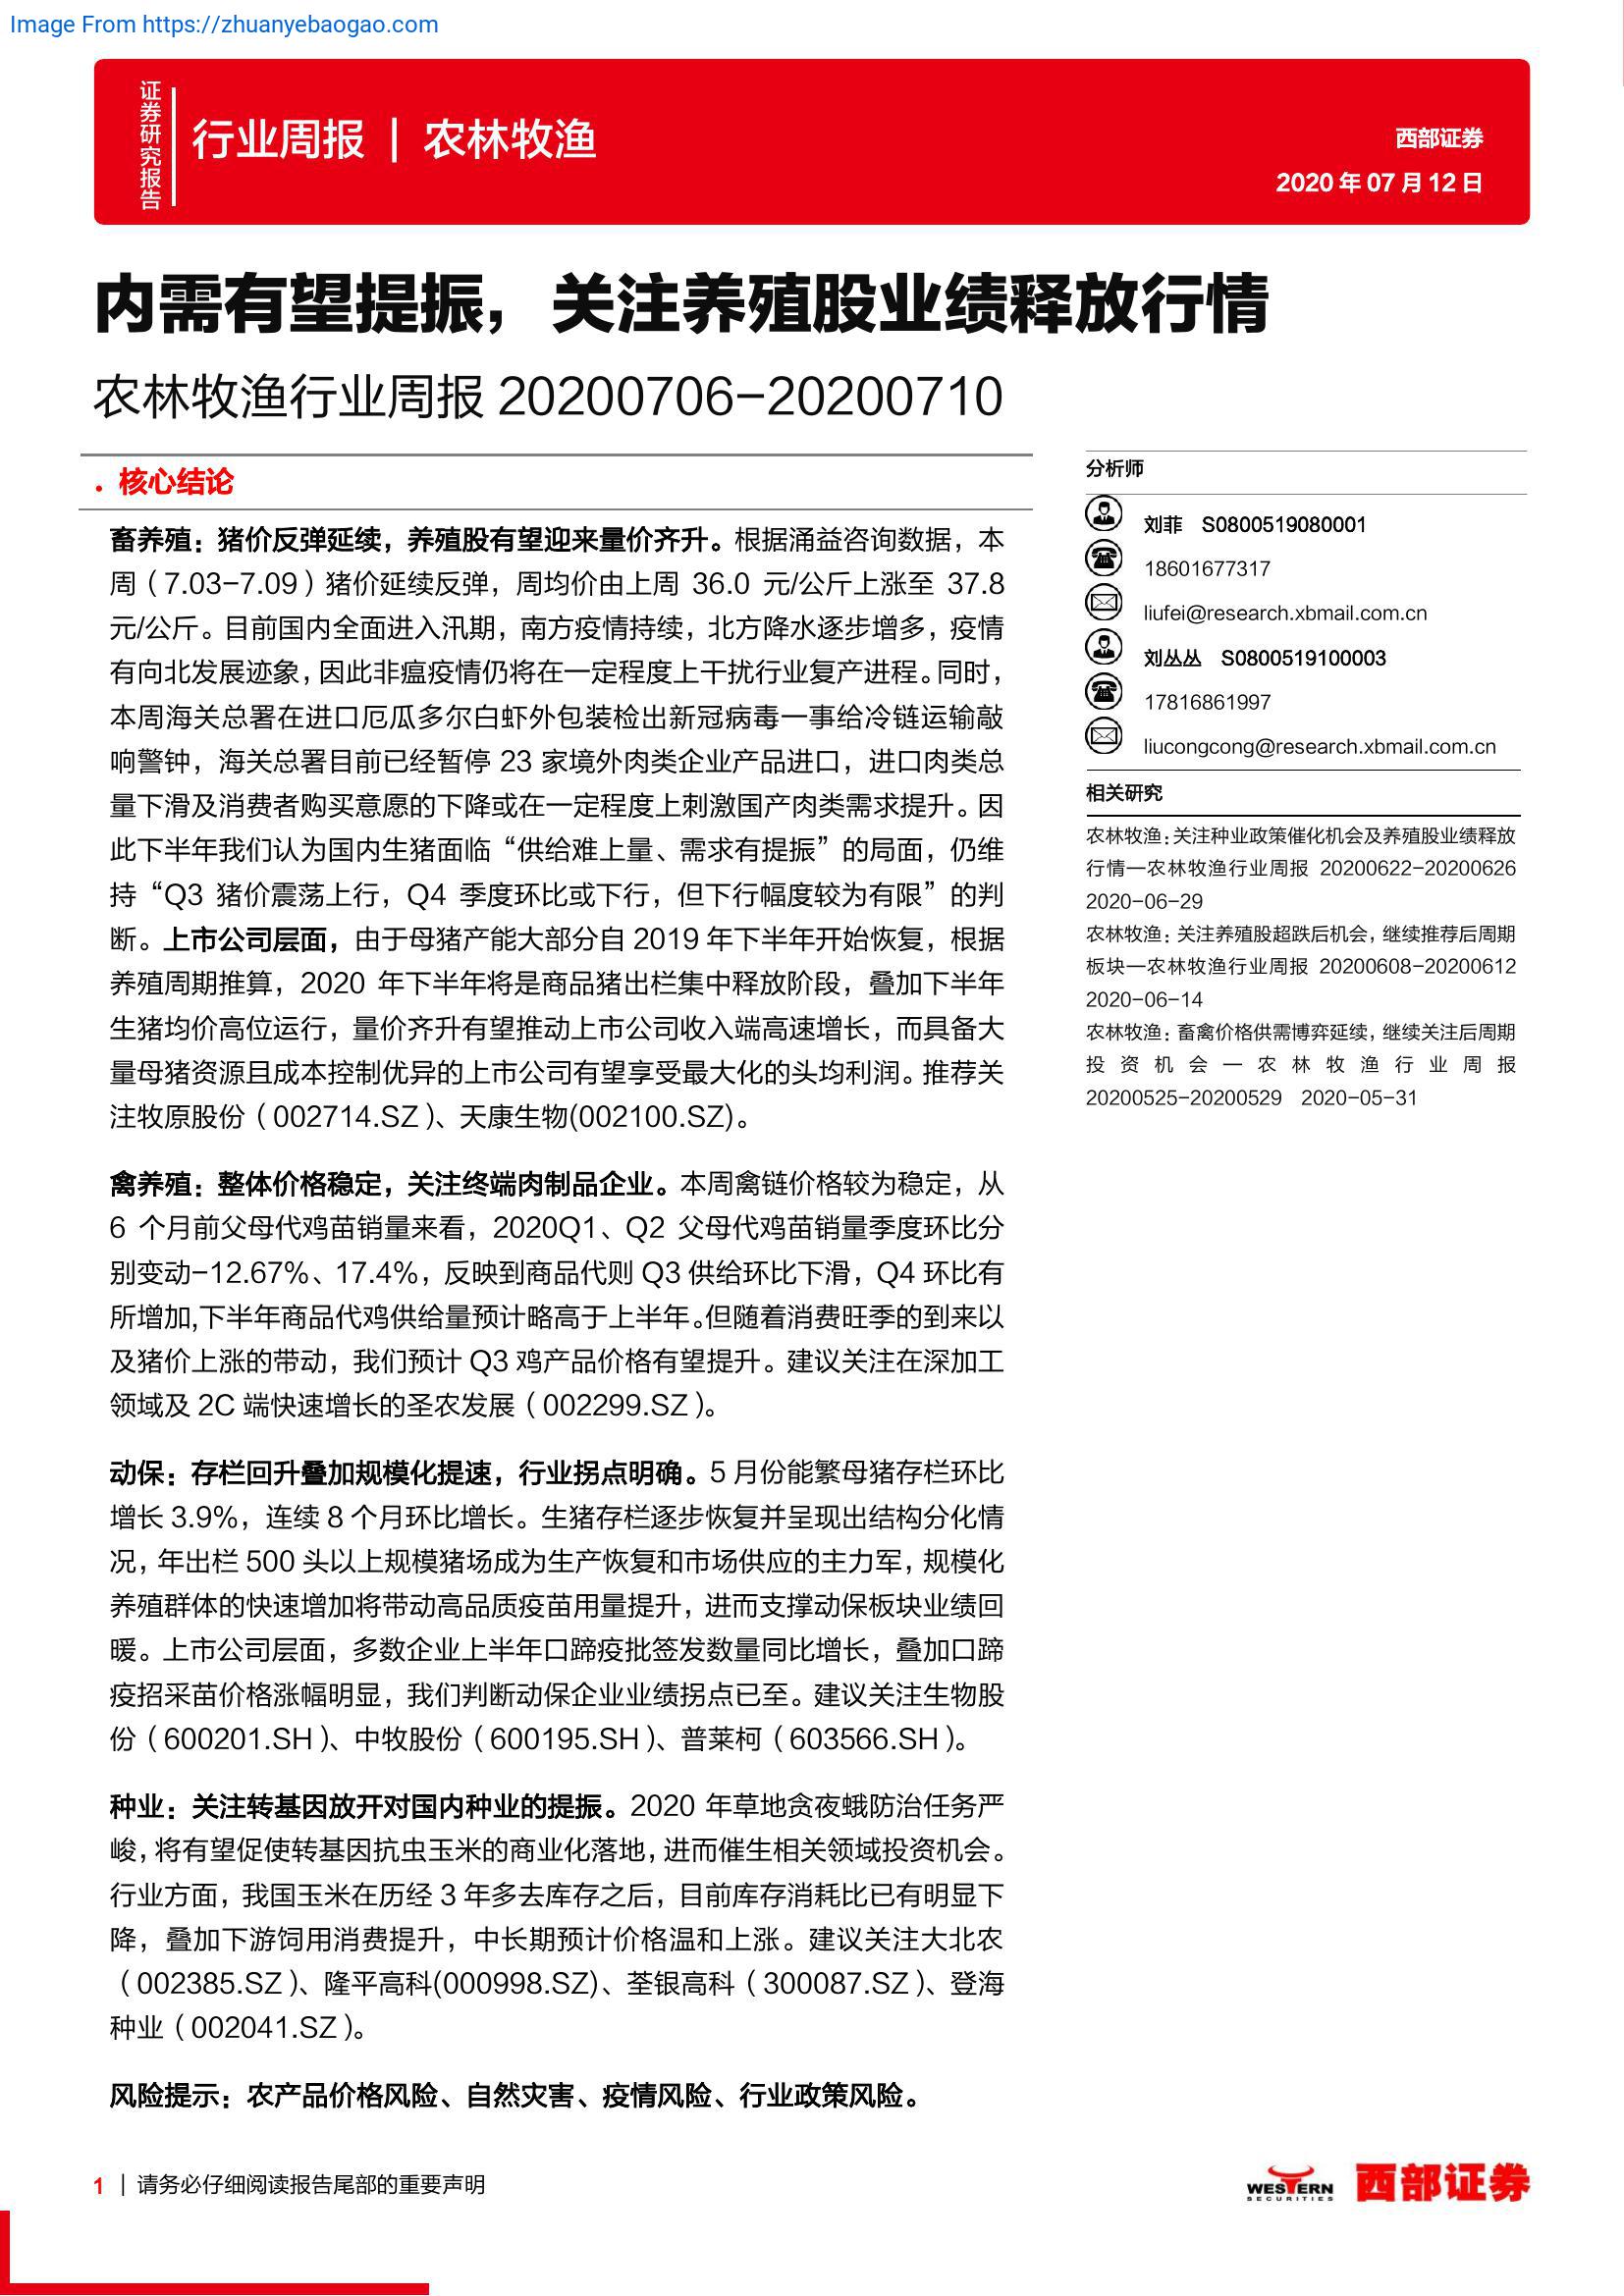 Image From https://zhuanyebaogao.com
证券研究报告
行业周报 | 农林牧渔
西部证券
2020 年 07 月 12 日
内需有望提振，关注养殖股业绩释放行情
农林牧渔行业周报 20200706-20200710
· 核心结论
畜养殖：猪价反弹延续，养殖股有望迎来量价齐升。根据涌益咨询数据，本
周（7.03-7.09）猪价延续反弹，周均价由上周 36.0 元/公斤上涨至 37.8
元/公斤。目前国内全面进入汛期，南方疫情持续，北方降水逐步增多，疫情
有向北发展迹象，因此非瘟疫情仍将在一定程度上干扰行业复产进程。同时，
本周海关总署在进口厄瓜多尔白虾外包装检出新冠病毒一事给冷链运输敲
响警钟，海关总署目前已经暂停 23 家境外肉类企业产品进口，进口肉类总
量下滑及消费者购买意愿的下降或在一定程度上刺激国产肉类需求提升。因
此下半年我们认为国内生猪面临“供给难上量、需求有提振”的局面，仍维
持“Q3 猪价震荡上行，Q4 季度环比或下行，但下行幅度较为有限”的判
断。上市公司层面，由于母猪产能大部分自 2019 年下半年开始恢复，根据
养殖周期推算，2020 年下半年将是商品猪出栏集中释放阶段，叠加下半年
生猪均价高位运行，量价齐升有望推动上市公司收入端高速增长，而具备大
量母猪资源且成本控制优异的上市公司有望享受最大化的头均利润。推荐关
注牧原股份（002714.SZ）、天康生物(002100.SZ)。
禽养殖：整体价格稳定，关注终端肉制品企业。本周禽链价格较为稳定，从
6 个月前父母代鸡苗销量来看，2020Q1、Q2 父母代鸡苗销量季度环比分
别变动-12.67%、17.4%，反映到商品代则 Q3 供给环比下滑，Q4 环比有
所增加,下半年商品代鸡供给量预计略高于上半年。但随着消费旺季的到来以
及猪价上涨的带动，我们预计 Q3 鸡产品价格有望提升。建议关注在深加工
领域及 2C 端快速增长的圣农发展（002299.SZ）。
动保：存栏回升叠加规模化提速，行业拐点明确。5 月份能繁母猪存栏环比
增长 3.9%，连续 8 个月环比增长。生猪存栏逐步恢复并呈现出结构分化情
况，年出栏 500 头以上规模猪场成为生产恢复和市场供应的主力军，规模化
养殖群体的快速增加将带动高品质疫苗用量提升，进而支撑动保板块业绩回
暖。上市公司层面，多数企业上半年口蹄疫批签发数量同比增长，叠加口蹄
疫招采苗价格涨幅明显，我们判断动保企业业绩拐点已至。建议关注生物股
份（600201.SH）、中牧股份（600195.SH）、普莱柯（603566.SH）。
种业：关注转基因放开对国内种业的提振。2020 年草地贪夜蛾防治任务严
峻，将有望促使转基因抗虫玉米的商业化落地，进而催生相关领域投资机会。
行业方面，我国玉米在历经 3 年多去库存之后，目前库存消耗比已有明显下
降，叠加下游饲用消费提升，中长期预计价格温和上涨。建议关注大北农
（002385.SZ）、隆平高科(000998.SZ)、荃银高科（300087.SZ）、登海
种业（002041.SZ）。
风险提示：农产品价格风险、自然灾害、疫情风险、行业政策风险。
分析师
刘菲 S0800519080001
18601677317
liufei@research.xbmail.com.cn
刘丛丛 S0800519100003
17816861997
liucongcong@research.xbmail.com.cn
相关研究
农林牧渔：关注种业政策催化机会及养殖股业绩释放
行情—农林牧渔行业周报 20200622-20200626
2020-06-29
农林牧渔：关注养殖股超跌后机会，继续推荐后周期
板块—农林牧渔行业周报 20200608-20200612
2020-06-14
农林牧渔：畜禽价格供需博弈延续，继续关注后周期
投资机会—农林牧渔行业周报
20200525-20200529 2020-05-31
1 | 请务必仔细阅读报告尾部的重要声明
WESTERN
SECURITIES
西部证券